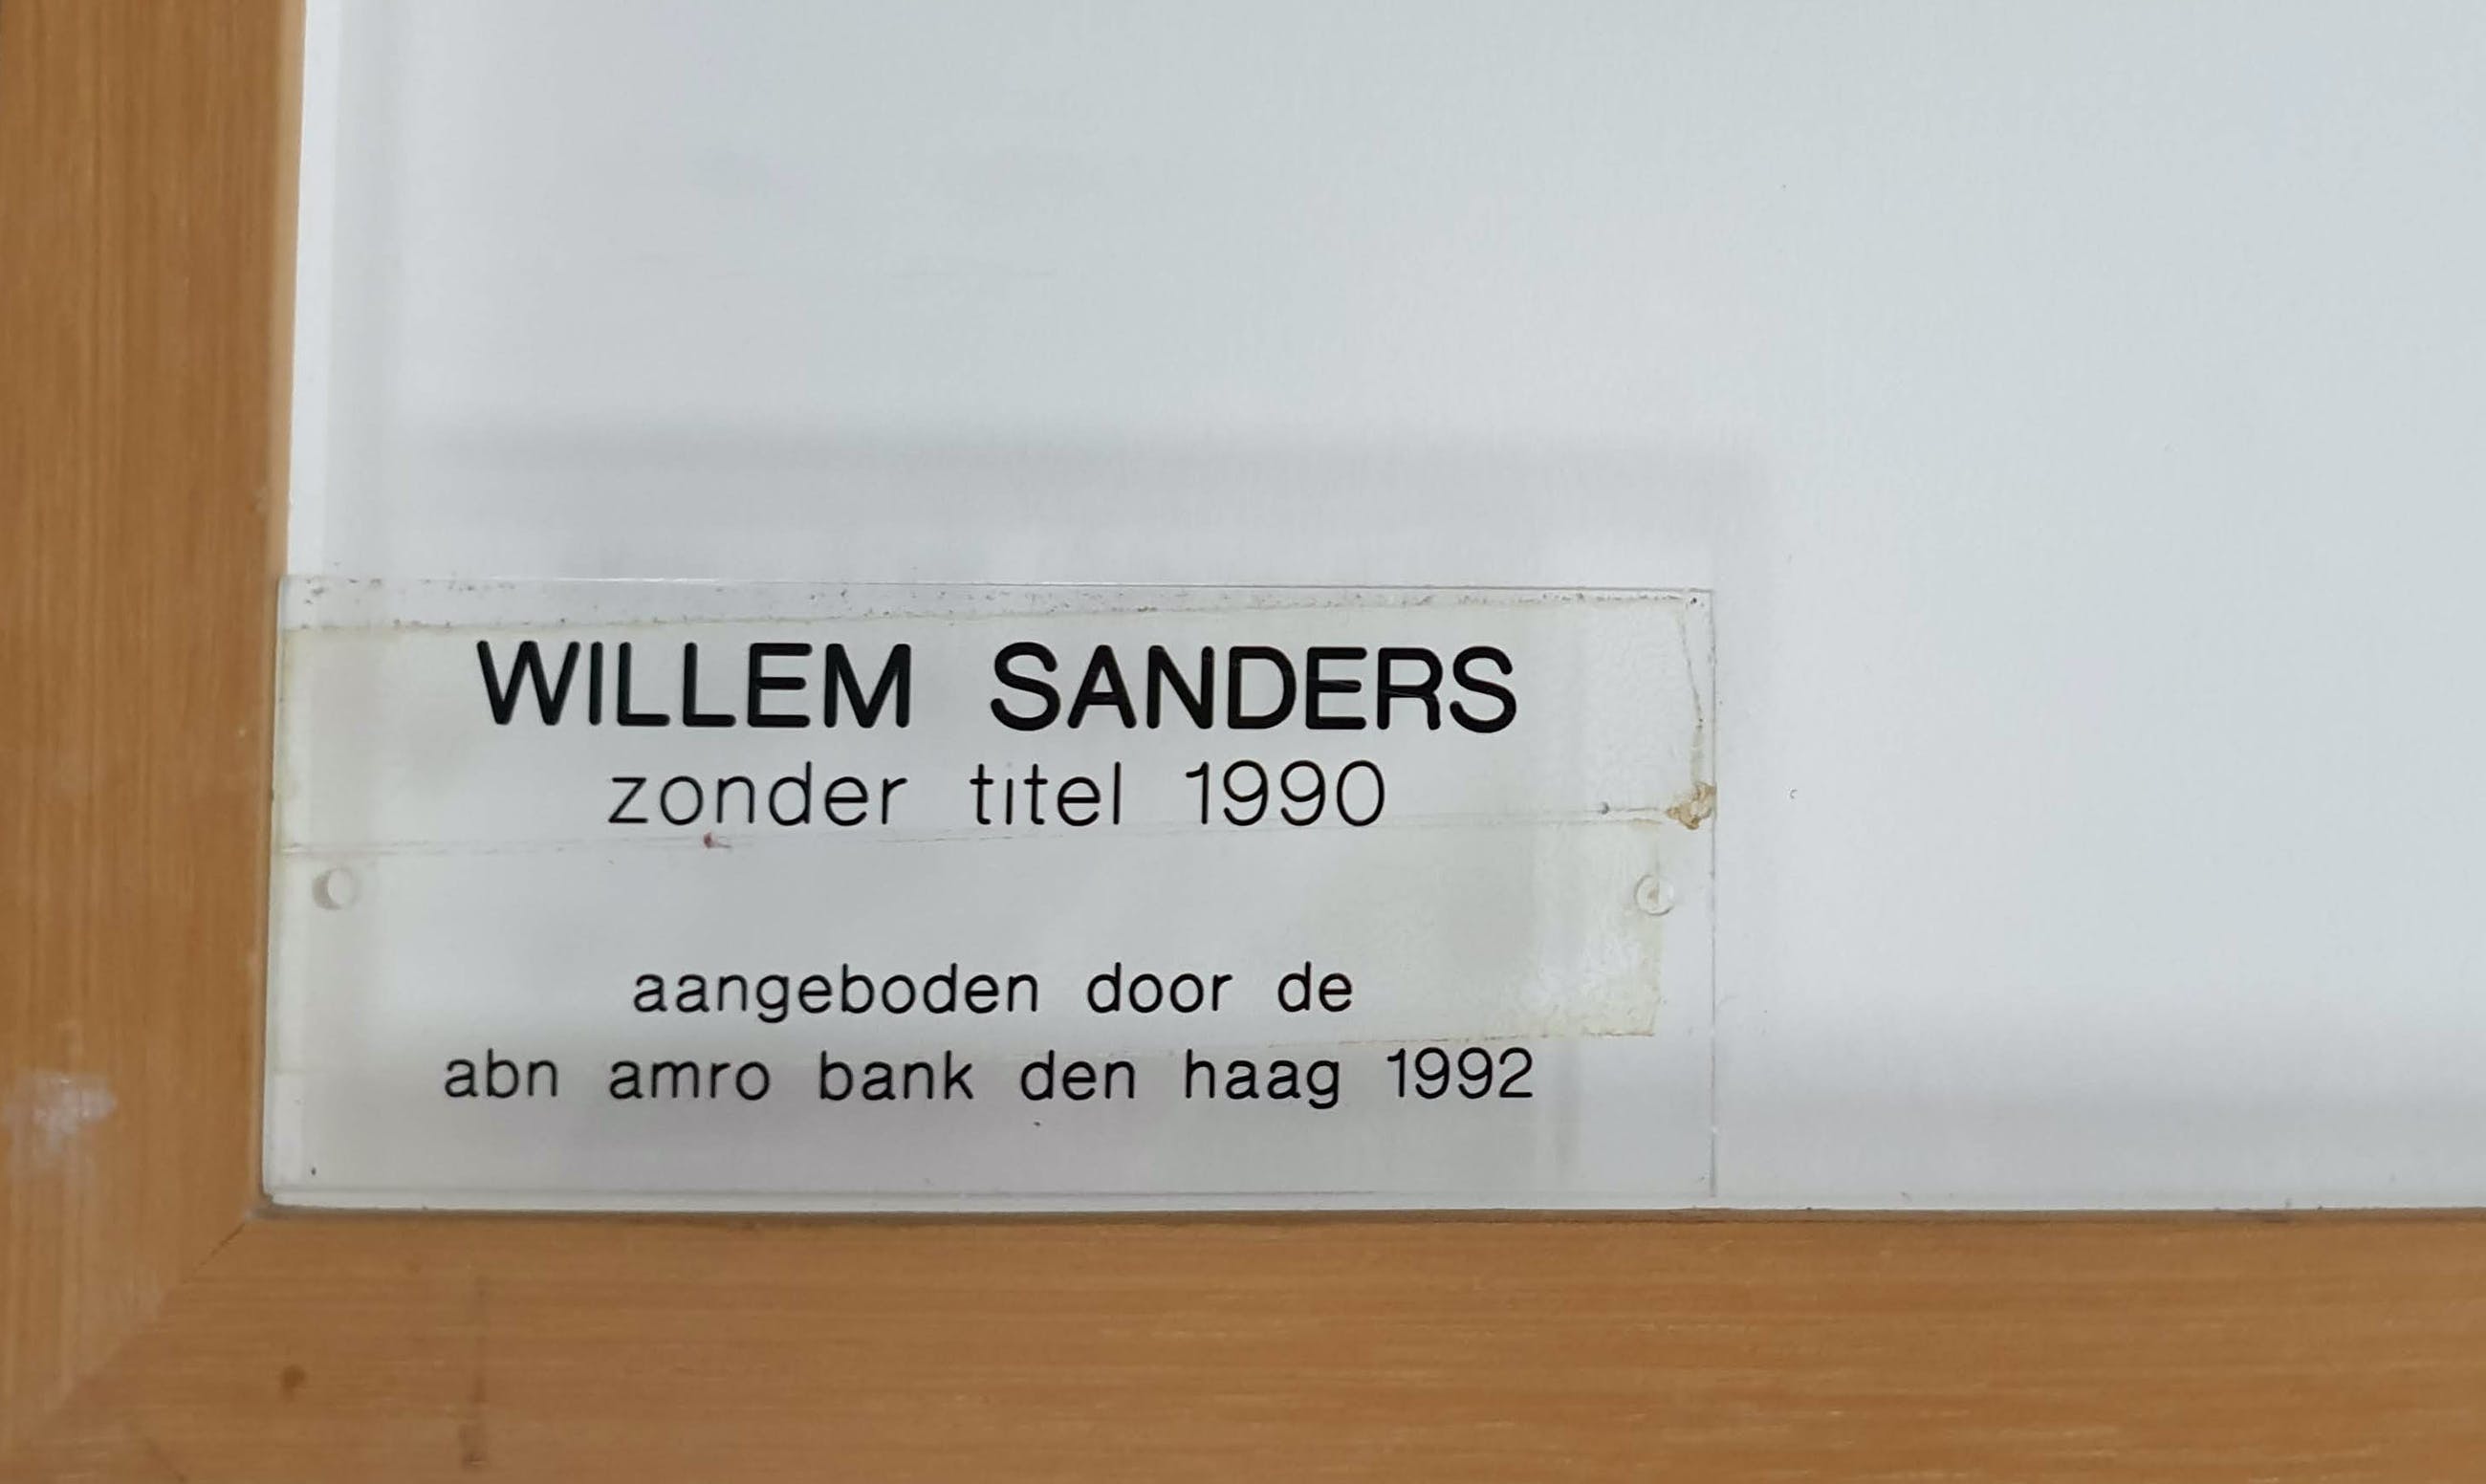 WILLEM SANDERS
zonder titel 1990
aangeboden door de
abn amro bank den haag 1992